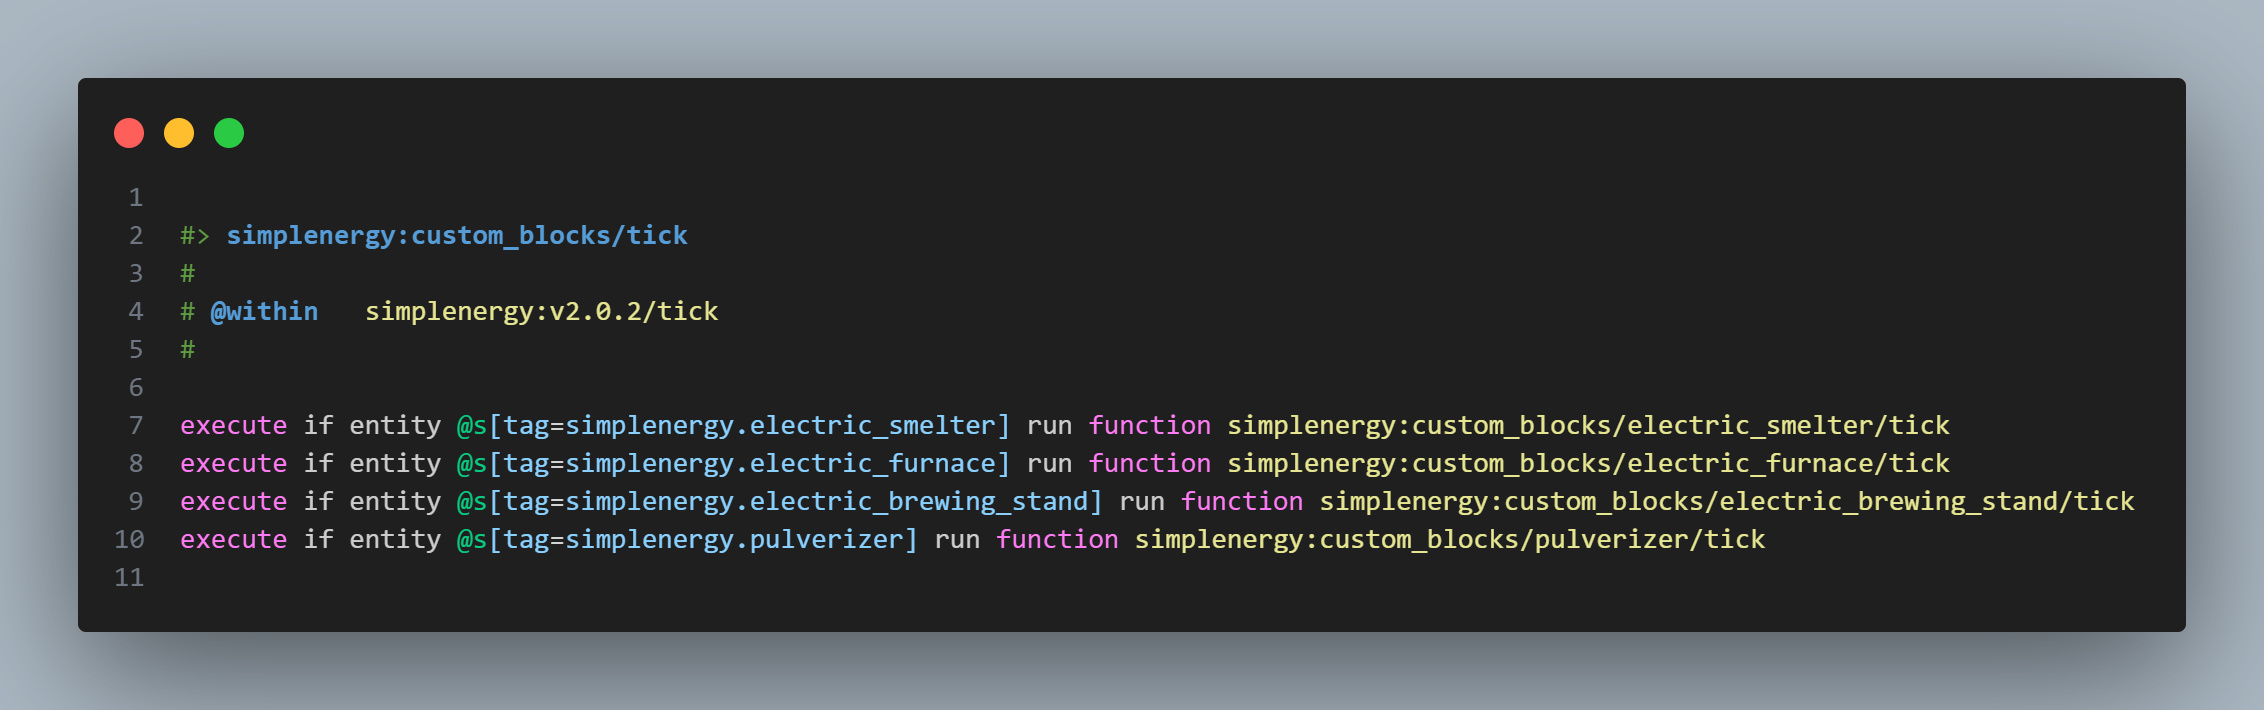 1
2 #> simplenergy:custom_blocks/tick
3 #
4 # @within   simplenergy:v2.0.2/tick
5 #
6
7 execute if entity @s[tag=simplenergy.electric_smelter] run function simplenergy:custom_blocks/electric_smelter/tick
8 execute if entity @s[tag=simplenergy.electric_furnace] run function simplenergy:custom_blocks/electric_furnace/tick
9 execute if entity @s[tag=simplenergy.electric_brewing_stand] run function simplenergy:custom_blocks/electric_brewing_stand/tick
10 execute if entity @s[tag=simplenergy.pulverizer] run function simplenergy:custom_blocks/pulverizer/tick
11